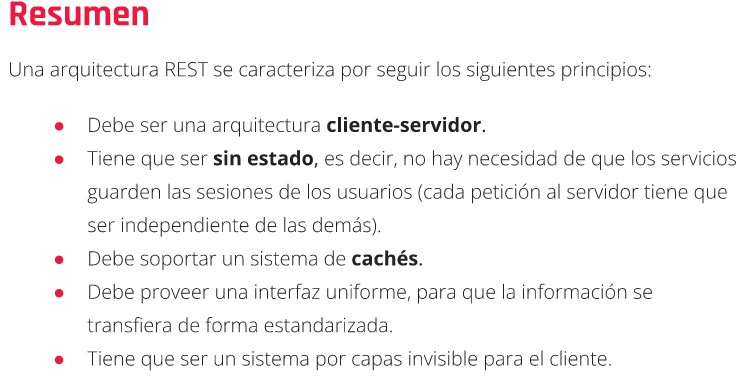 Resumen
Una arquitectura REST se caracteriza por seguir los siguientes principios:
● Debe ser una arquitectura cliente-servidor.
● Tiene que ser sin estado, es decir, no hay necesidad de que los servicios
guarden las sesiones de los usuarios (cada petición al servidor tiene que
ser independiente de las demás).
● Debe soportar un sistema de cachés.
● Debe proveer una interfaz uniforme, para que la información se
transfiera de forma estandarizada.
● Tiene que ser un sistema por capas invisible para el cliente.